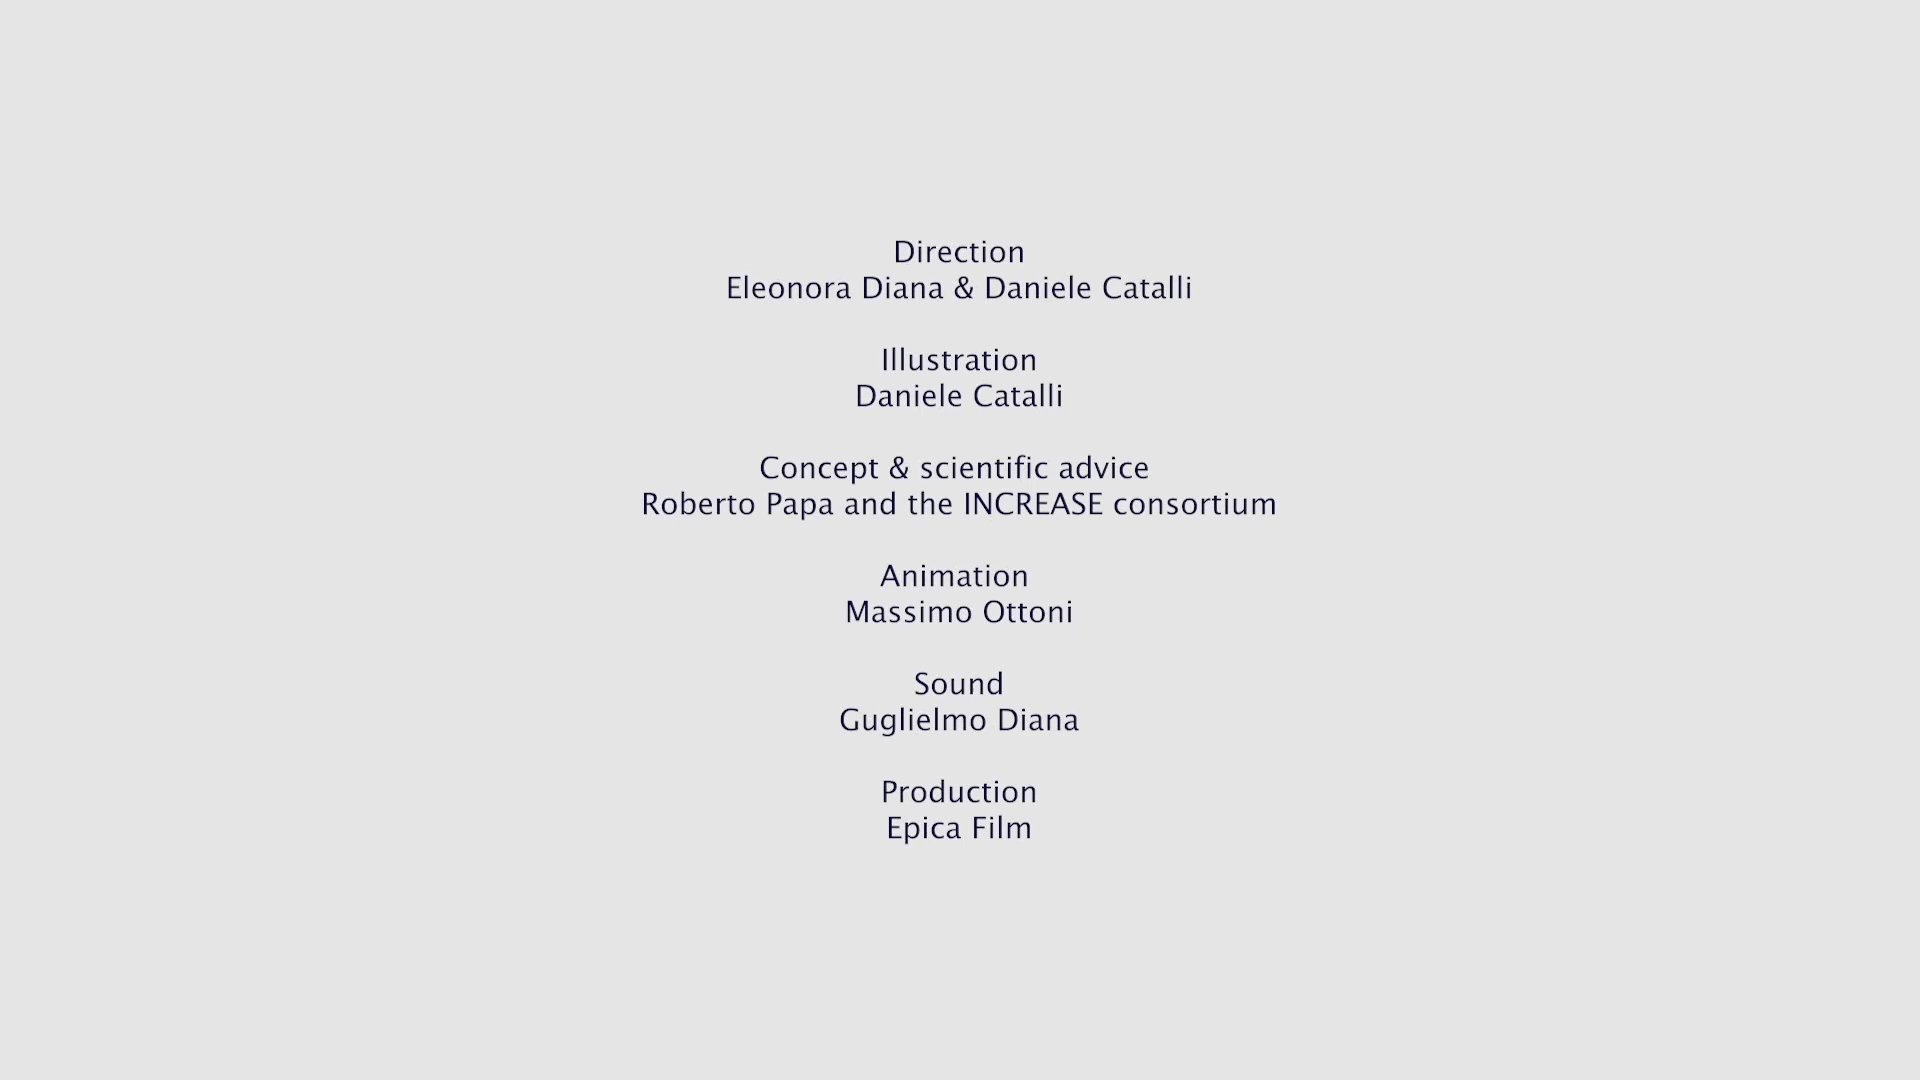 Direction
Eleonora Diana & Daniele Catalli
Illustration
Daniele Catalli
Concept & scientific advice
Roberto Papa and the INCREASE consortium
Animation
Massimo Ottoni
Sound
Guglielmo Diana
Production
Epica Film